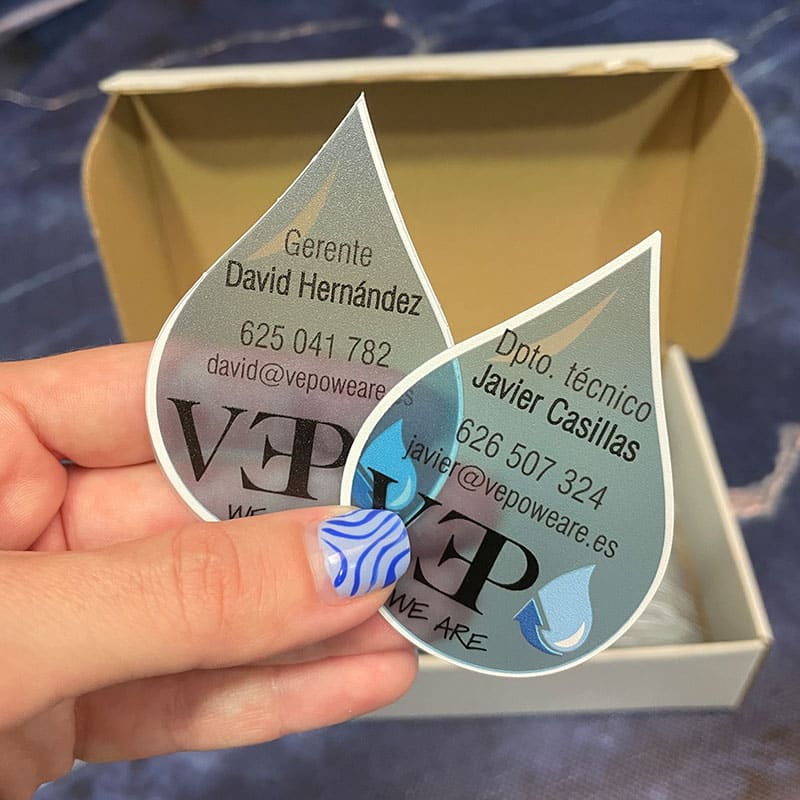 Gerente
David Hernández
625 041 782
david@vepoweare.es
VEP
WE
Dpto. técnico
Javier Casillas
626 507 324
javier@vepoweare.es
VEP
WE ARE